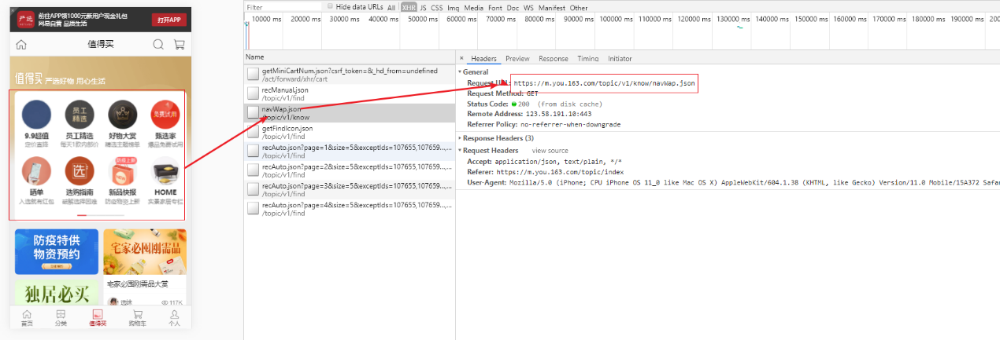 严选
前往APP领1000元新用户现金礼包
网易自营 品质生活
打开APP
值得买
值得买 严选好物 用心生活
员工
精选
免费试用
9.9超值
员工精选
好物大赏
甄选家
定价直降
每天1款内部价
精选主题榜单
爆品免费试用
选
防疫上新
晒单
选购指南
新品快报
HOME
入选就有红包
破解选择困难
防疫物资上新
实景家居专栏
防疫特供
物资预约
宅家必囤刚需品
宅家必囤刚需品大赏
独居必买
选妹
117K
首页
分类
值得买
购物车
个人
Filter
Hide data URLs
All XHR JS CSS Img Media Font Doc WS Manifest Other
10000 ms 20000 ms 30000 ms 40000 ms 50000 ms 60000 ms 70000 ms 80000 ms 90000 ms 100000 ms 110000 ms 120000 ms 130000 ms 140000 ms 150000 ms 160000 ms 170000 ms 180000 ms 190000 ms 200
Name
getMiniCartNum.json?csrf_token=&_hd_from=undefined
/act/forward/xhr/cart
recManual.json
/topic/v1/find
navWap.json
/topic/v1/know
getFindIcon.json
/topic/v1/find
recAuto.json?page=1&size=5&exceptIds=107655,107659...,...
/topic/v1/find
recAuto.json?page=2&size=5&exceptIds=107655,107659...,...
/topic/v1/find
recAuto.json?page=3&size=5&exceptIds=107655,107659...,...
/topic/v1/find
recAuto.json?page=4&size=5&exceptIds=107655,107659...,...
/topic/v1/find
× Headers Preview Response Timing Initiator
General
Request URL: https://m.you.163.com/topic/v1/know/navWap.json
Request Method: GET
Status Code: 200 (from disk cache)
Remote Address: 123.58.191.10:443
Referrer Policy: no-referrer-when-downgrade
Response Headers (3)
Request Headers view source
Accept: application/json, text/plain, */*
Referer: https://m.you.163.com/topic/index
User-Agent: Mozilla/5.0 (iPhone; CPU iPhone OS 11_0 like Mac OS X) AppleWebKit/604.1.38 (KHTML, like Gecko) Version/11.0 Mobile/15A372 Safar